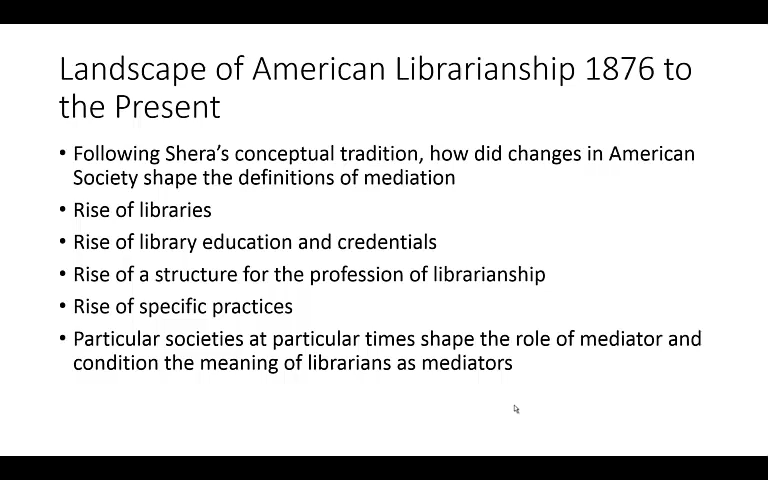 Landscape of American Librarianship 1876 to
the Present
• Following Shera's conceptual tradition, how did changes in American
Society shape the definitions of mediation
• Rise of libraries
• Rise of library education and credentials
• Rise of a structure for the profession of librarianship
• Rise of specific practices
• Particular societies at particular times shape the role of mediator and
condition the meaning of librarians as mediators